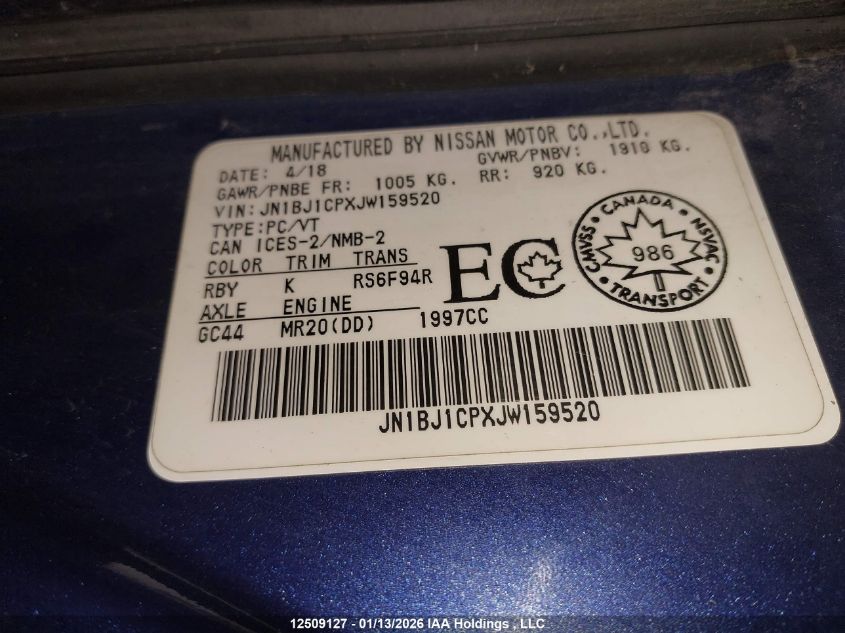 MANUFACTURED BY NISSAN MOTOR CO.,LTD.
DATE: 4/18 GVWR/PNBV: 1910 KG.
GAWR/PNBE FR: 1005 KG. RR: 920 KG.
VIN:JN1BJ1CPXJW159520
TYPE:PC/VT
CAN ICES-2/NMB-2
COLOR TRIM TRANS
RBY K RS6F94R
AXLE ENGINE
GC44 MR20(DD) 1997CC
EC
CANADA
CMVSS 986 NSVAC
TRANSPORT
JN1BJ1CPXJW159520
12509127 - 01/13/2026 IAA Holdings , LLC